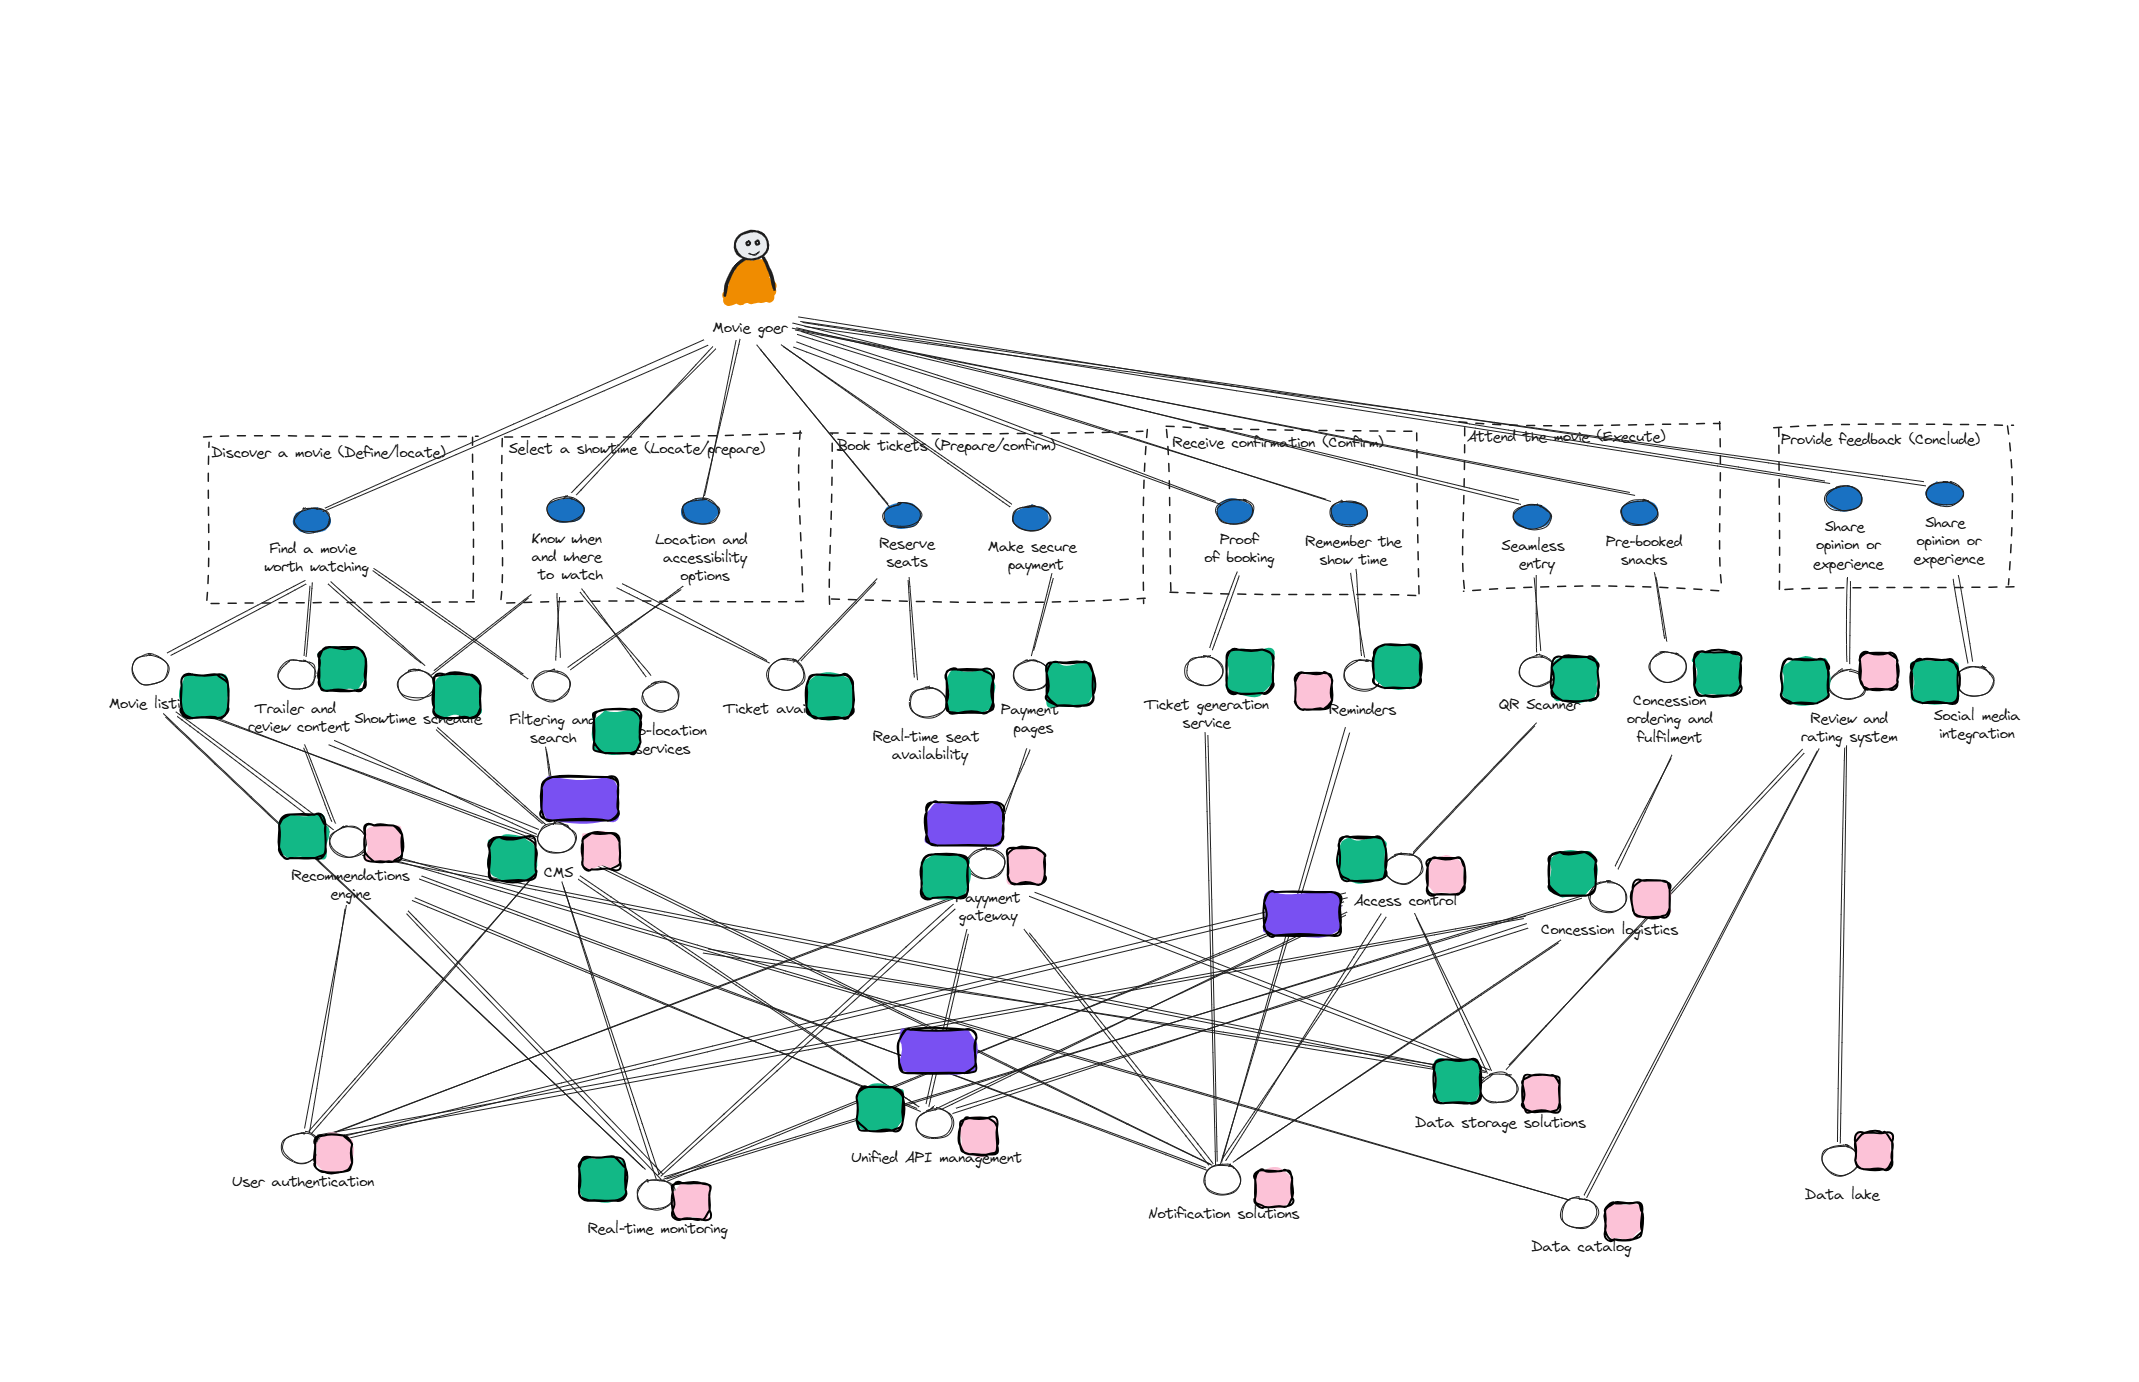 Movie goer
Discover a movie (Define/locate)
Select a showtime (Locate/prepare)
Book tickets (Prepare/confirm)
Receive confirmation (Confirm)
Attend the movie (Execute)
Provide feedback (Conclude)
Find a movie
worth watching
Know when
and where
to watch
Location and
accessibility
options
Reserve
seats
Make secure
payment
Proof
of booking
Remember the
show time
Seamless
entry
Pre-booked
snacks
Share
opinion or
experience
Share
opinion or
experience
Movie
Trailer and
review content
Showtime schedule
Filtering and
search
-location
services
Ticket
Real-time seat
availability
Payment
pages
Ticket generation
service
Reminders
QR Scanner
Concession
ordering and
fulfilment
Review and
rating system
Social media
integration
Recommendations
engine
CMS
Payyment
gateway
Access control
Concession logistics
User authentication
Real-time monitoring
Unified API management
Notification solutions
Data storage solutions
Data catalog
Data lake